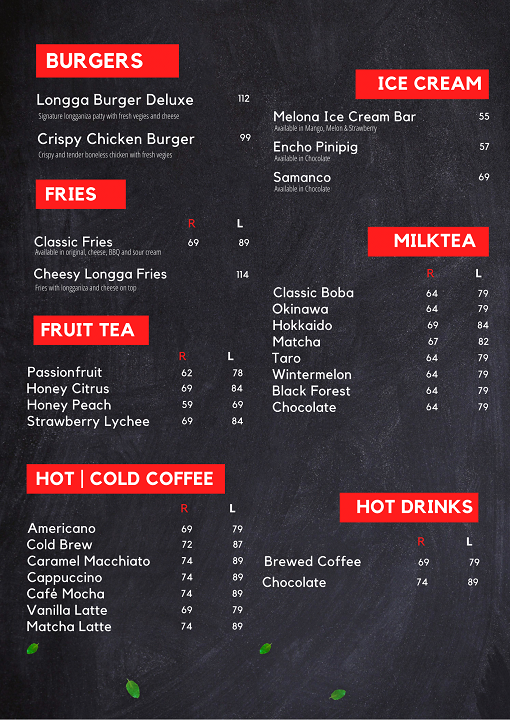 BURGERS
Longga Burger Deluxe 112
Signature longganiza patty with fresh vegies and cheese
Crispy Chicken Burger 99
Crispy and tender boneless chicken with fresh vegies
FRIES
R L
Classic Fries 69 89
Available in original, cheese, BBQ and sour cream
Cheesy Longga Fries 114
Fries with longganiza and cheese on top
FRUIT TEA
R L
Passionfruit 62 78
Honey Citrus 69 84
Honey Peach 59 69
Strawberry Lychee 69 84
HOT | COLD COFFEE
R L
Americano 69 79
Cold Brew 72 87
Caramel Macchiato 74 89
Cappuccino 74 89
Café Mocha 74 89
Vanilla Latte 69 79
Matcha Latte 74 89
ICE CREAM
Melona Ice Cream Bar 55
Available in Mango, Melon & Strawberry
Encho Pinipig 57
Available in Chocolate
Samanco 69
Available in Chocolate
MILKTEA
R L
Classic Boba 64 79
Okinawa 64 79
Hokkaido 69 84
Matcha 67 82
Taro 64 79
Wintermelon 64 79
Black Forest 64 79
Chocolate 64 79
HOT DRINKS
R L
Brewed Coffee 69 79
Chocolate 74 89